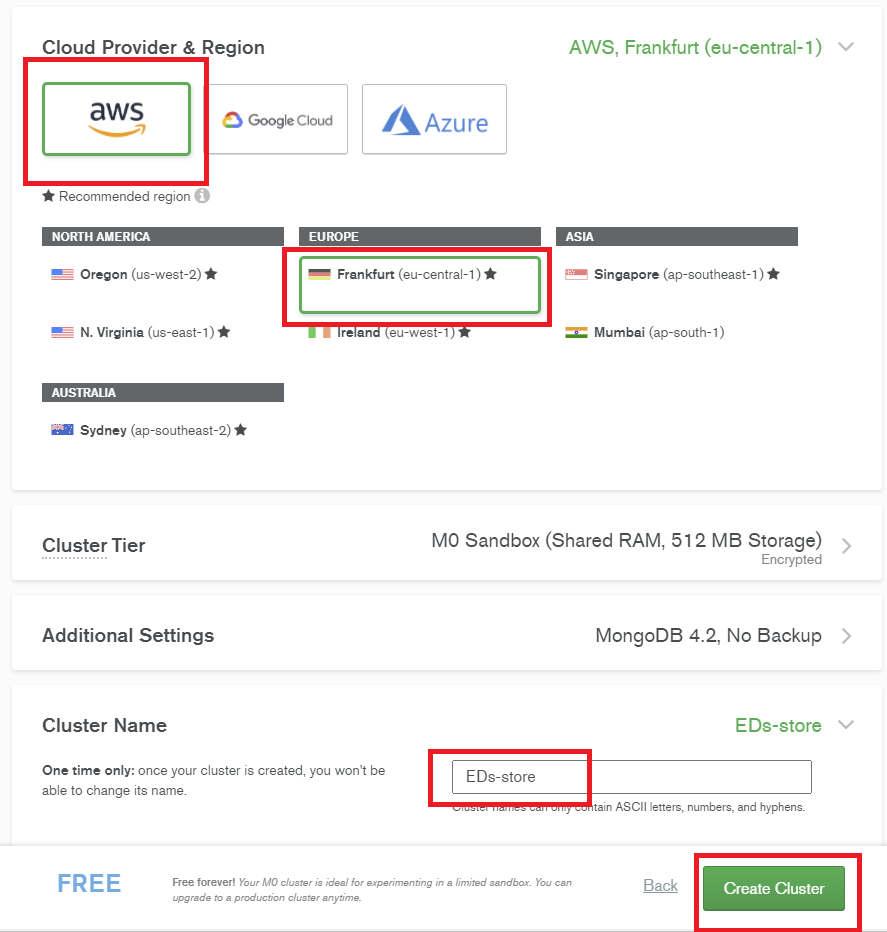 Cloud Provider & Region
AWS, Frankfurt (eu-central-1)
aws
Google Cloud
Azure
★ Recommended region i
NORTH AMERICA
EUROPE
ASIA
Oregon (us-west-2) ★
Frankfurt (eu-central-1) ★
Singapore (ap-southeast-1) ★
N. Virginia (us-east-1) ★
Ireland (eu-west-1) ★
Mumbai (ap-south-1)
AUSTRALIA
Sydney (ap-southeast-2) ★
Cluster Tier
M0 Sandbox (Shared RAM, 512 MB Storage)
Encrypted
Additional Settings
MongoDB 4.2, No Backup
Cluster Name
EDs-store
One time only: once your cluster is created, you won't be
able to change its name.
EDs-store
Cluster names can only contain ASCII letters, numbers, and hyphens.
FREE
Free forever! Your M0 cluster is ideal for experimenting in a limited sandbox. You can
upgrade to a production cluster anytime.
Back
Create Cluster